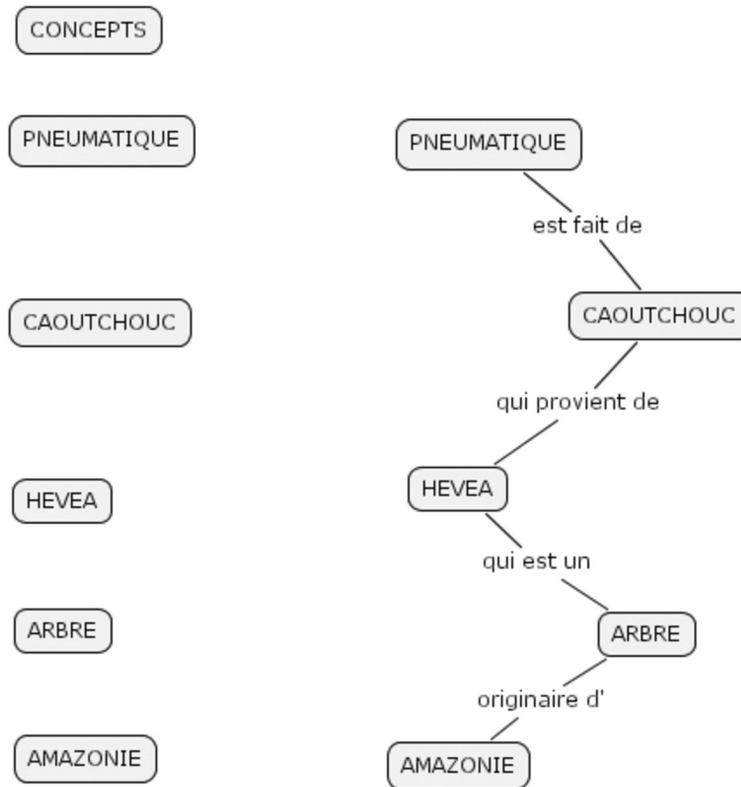 CONCEPTS
PNEUMATIQUE
PNEUMATIQUE
est fait de
CAOUTCHOUC
CAOUTCHOUC
qui provient de
HEVEA
HEVEA
qui est un
ARBRE
ARBRE
originaire d'
AMAZONIE
AMAZONIE